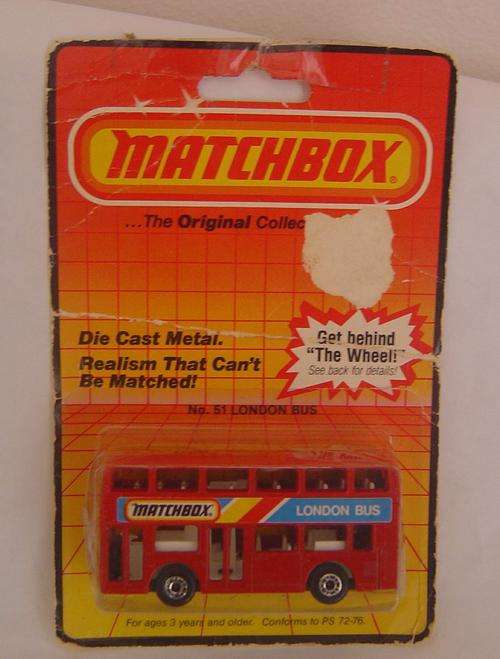 MATCHBOX®
...The Original Collec
Die Cast Metal.
Realism That Can't
Be Matched!
Get behind
"The Wheel!"
See back for details!
No. 51 LONDON BUS
MATCHBOX
LONDON BUS
For ages 3 years and older. Conforms to PS 72-76.